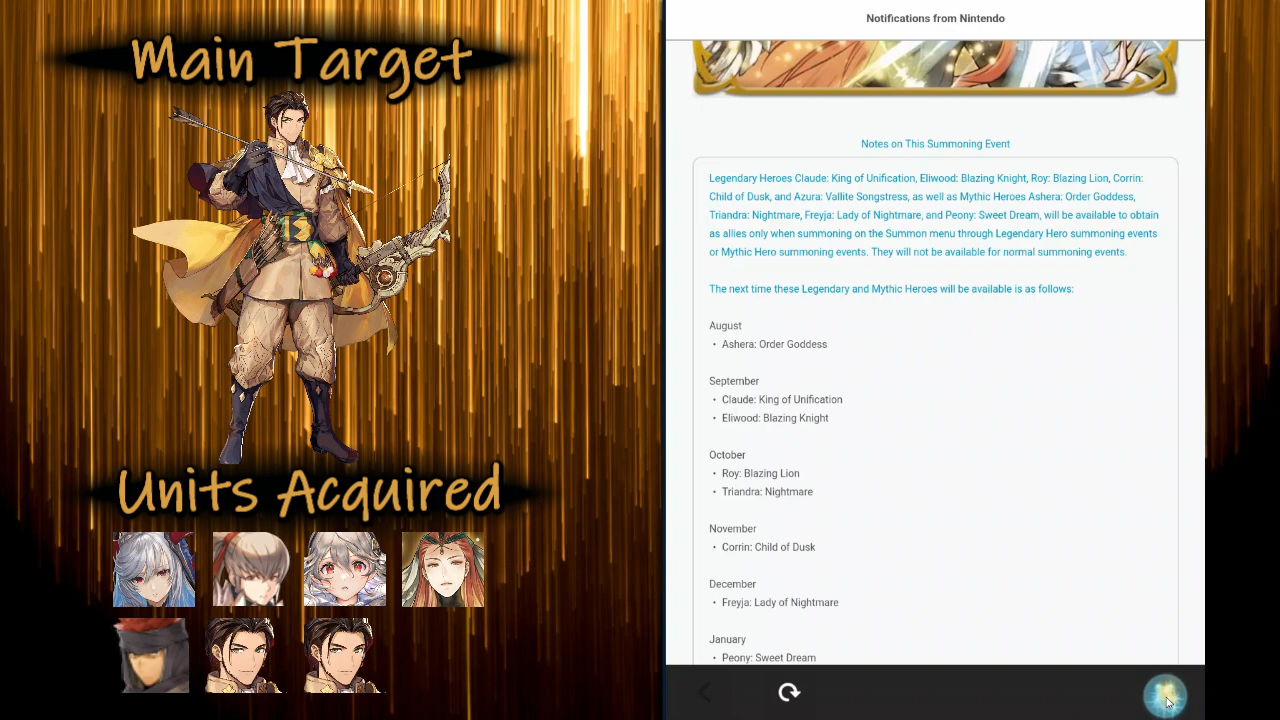 Main Target
Units Acquired
Notifications from Nintendo
Notes on This Summoning Event
Legendary Heroes Claude: King of Unification, Eliwood: Blazing Knight, Roy: Blazing Lion, Corrin:
Child of Dusk, and Azura: Vallite Songstress, as well as Mythic Heroes Ashera: Order Goddess,
Triandra: Nightmare, Freyja: Lady of Nightmare, and Peony: Sweet Dream, will be available to obtain
as allies only when summoning on the Summon menu through Legendary Hero summoning events
or Mythic Hero summoning events. They will not be available for normal summoning events.
The next time these Legendary and Mythic Heroes will be available is as follows:
August
• Ashera: Order Goddess
September
• Claude: King of Unification
• Eliwood: Blazing Knight
October
• Roy: Blazing Lion
• Triandra: Nightmare
November
• Corrin: Child of Dusk
December
• Freyja: Lady of Nightmare
January
• Peony: Sweet Dream